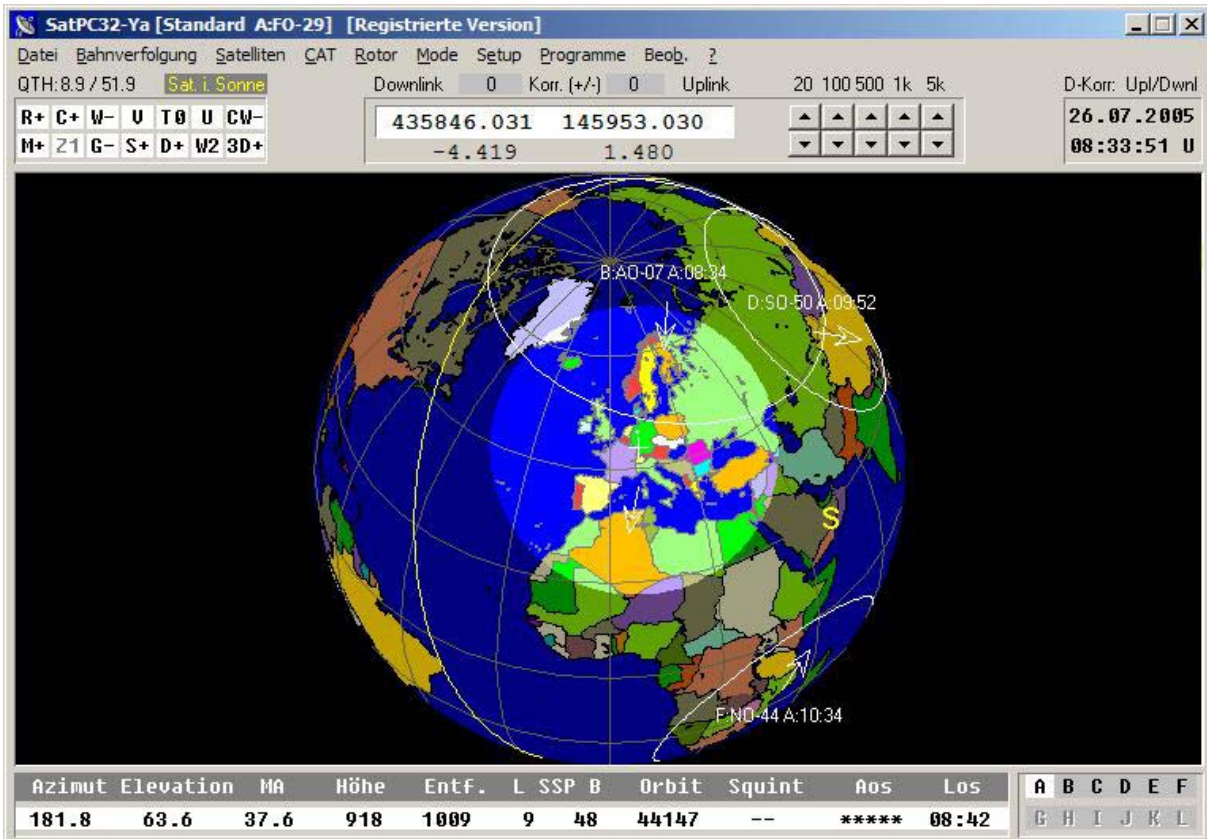 SatPC32-Ya [Standard A:FO-29] [Registrierte Version]
Datei Bahnverfolgung Satelliten CAT Rotor Mode Setup Programme Beob. ?
QTH: 8.9 / 51.9 Sat. i. Sonne Downlink 0 Korr. (+/-) 0 Uplink 20 100 500 1k 5k D-Korr: Upl/Dwnl
R+ C+ W- V T0 U CW- 435846.031 145953.030 26.07.2005
M+ Z1 G- S+ D+ W2 3D+ -4.419 1.480 08:33:51 U
B:AO-07 A:08:34
D:SO-50 A:09:52
S
F:NO-44 A:10:34
Azimut Elevation MA Höhe Entf. L SSP B Orbit Squint Aos Los A B C D E F
181.8 63.6 37.6 918 1009 9 48 44147 -- ***** 08:42 G H I J K L